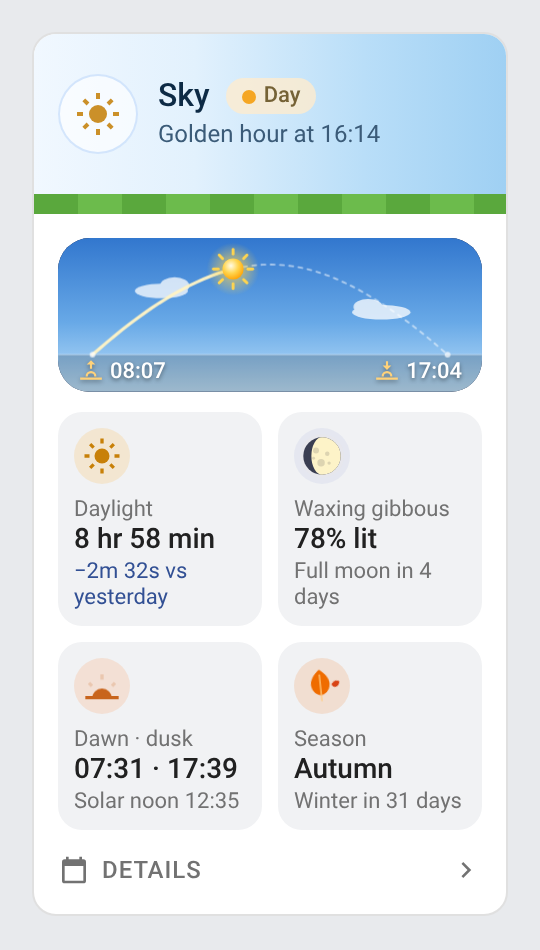 Sky
Day
Golden hour at 16:14
08:07
17:04
Daylight
8 hr 58 min
−2m 32s vs
yesterday
Waxing gibbous
78% lit
Full moon in 4
days
Dawn · dusk
07:31 · 17:39
Solar noon 12:35
Season
Autumn
Winter in 31 days
DETAILS